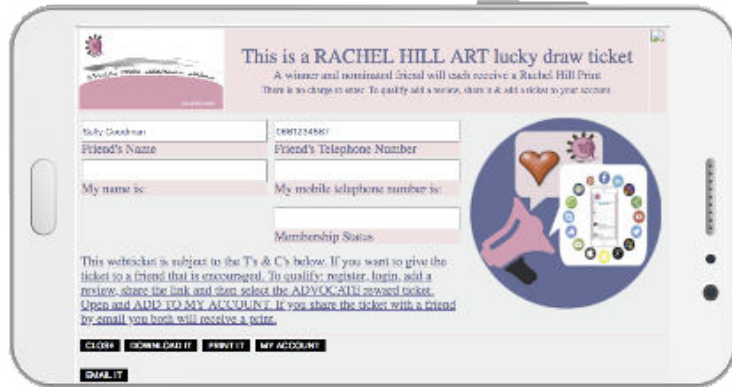 This is a RACHEL HILL ART lucky draw ticket
A winner and nominated friend will each receive a Rachel Hill Print
There is no charge to enter. To qualify add a review, share it & add a ticket to your account
Sally Goodman 0861234567
Friend's Name Friend's Telephone Number
My name is: My mobile telephone number is:
Membership Status
This webticket is subject to the T's & C's below. If you want to give the
ticket to a friend that is encouraged. To qualify: register, login, add a
review, share the link and then select the ADVOCATE reward ticket.
Open and ADD TO MY ACCOUNT. If you share the ticket with a friend
by email you both will receive a print.
CLOSE DOWNLOAD IT PRINT IT MY ACCOUNT
EMAIL IT